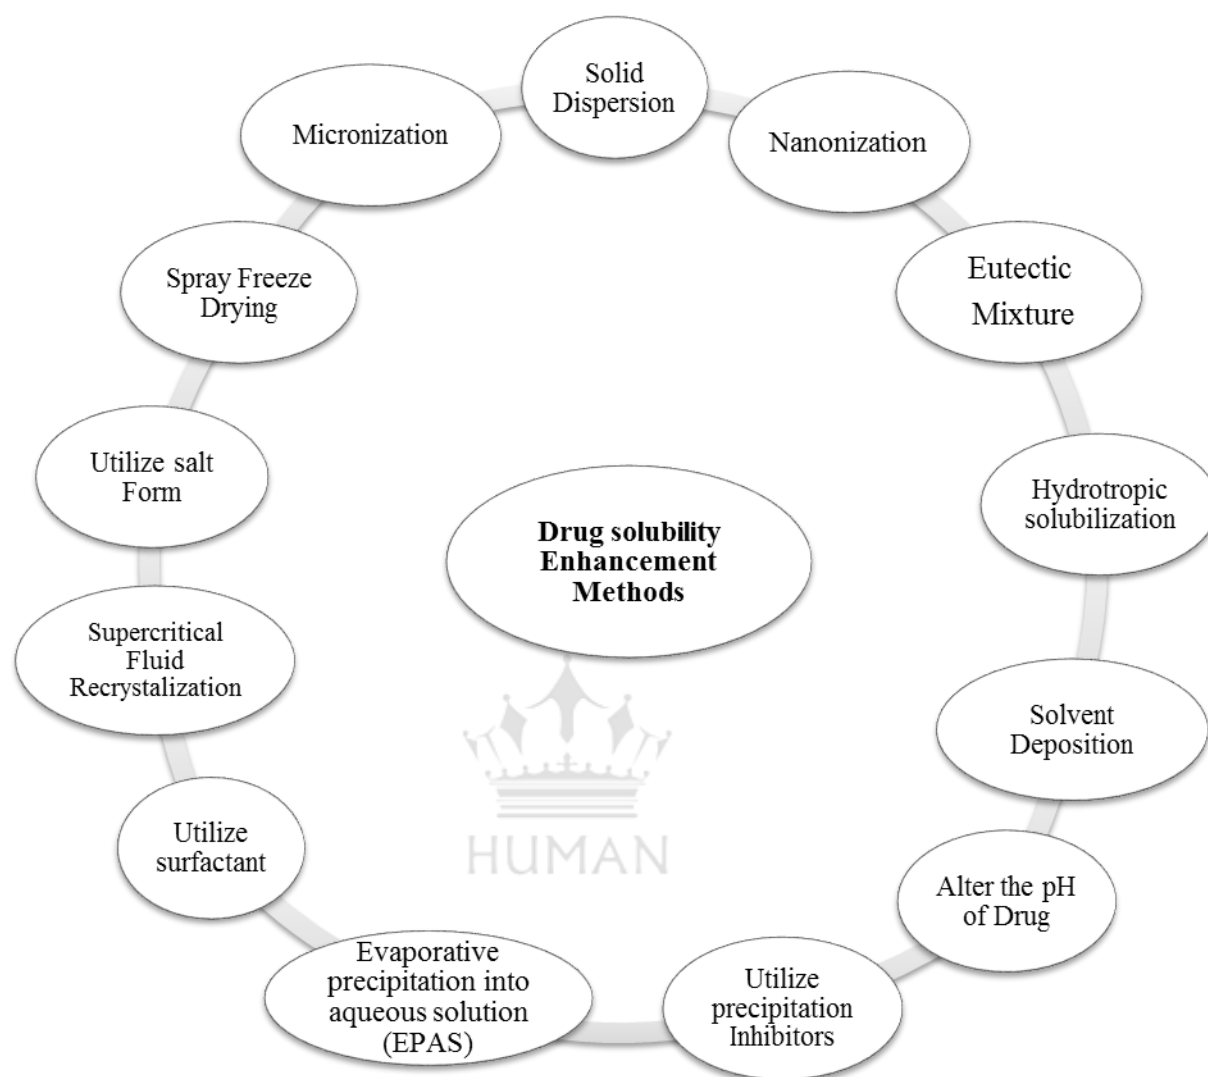 Solid
Dispersion
Micronization
Nanonization
Spray Freeze
Drying
Eutectic
Mixture
Utilize salt
Form
Hydrotropic
solubilization
Drug solubility
Enhancement
Methods
Supercritical
Fluid
Recrystalization
Solvent
Deposition
HUMAN
Utilize
surfactant
Alter the pH
of Drug
Evaporative
precipitation into
aqueous solution
(EPAS)
Utilize
precipitation
Inhibitors